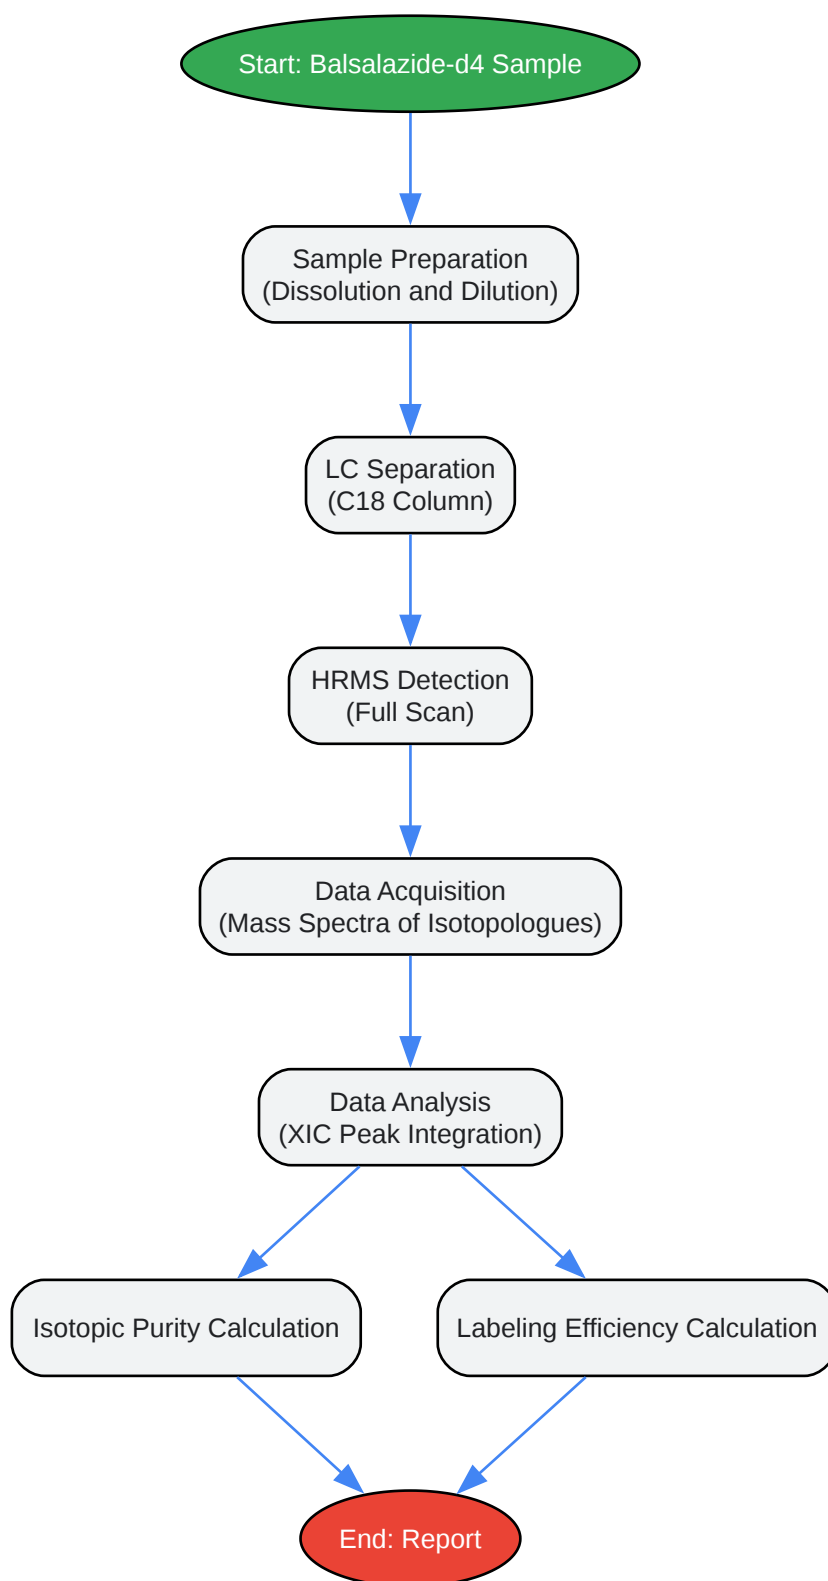 Start: Balsalazide-d4 Sample
Sample Preparation
(Dissolution and Dilution)
LC Separation
(C18 Column)
HRMS Detection
(Full Scan)
Data Acquisition
(Mass Spectra of Isotopologues)
Data Analysis
(XIC Peak Integration)
Isotopic Purity Calculation
Labeling Efficiency Calculation
End: Report